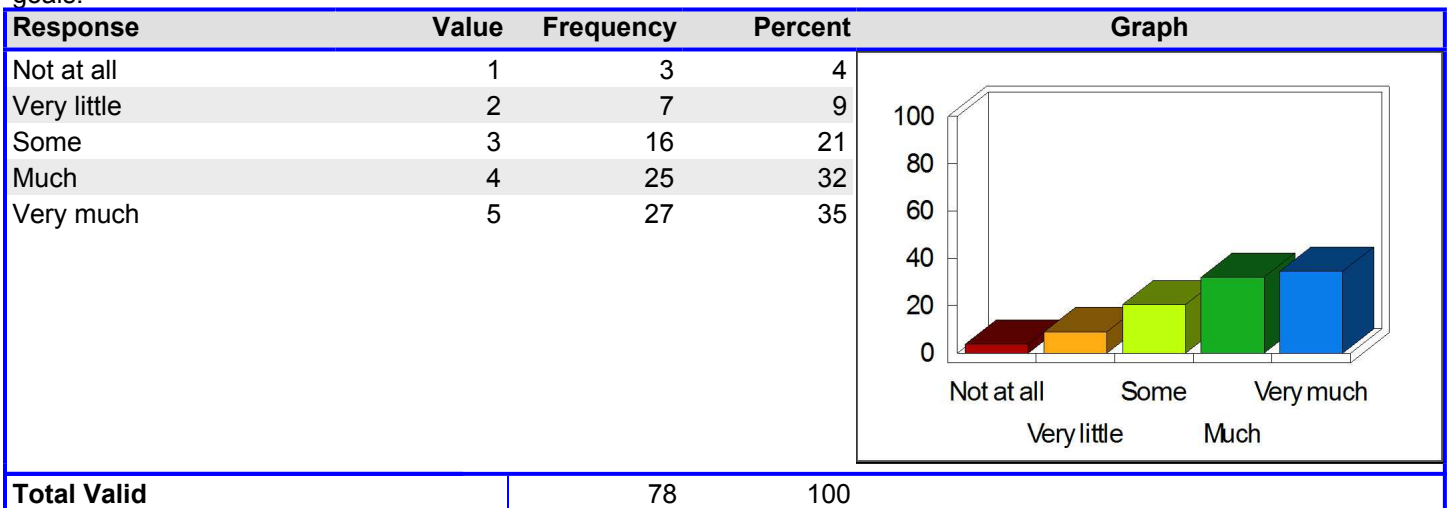 goals.
Response Value Frequency Percent Graph
Not at all 1 3 4
Very little 2 7 9
Some 3 16 21
Much 4 25 32
Very much 5 27 35
100
80
60
40
20
0
Not at all Some Very much
Very little Much
Total Valid 78 100